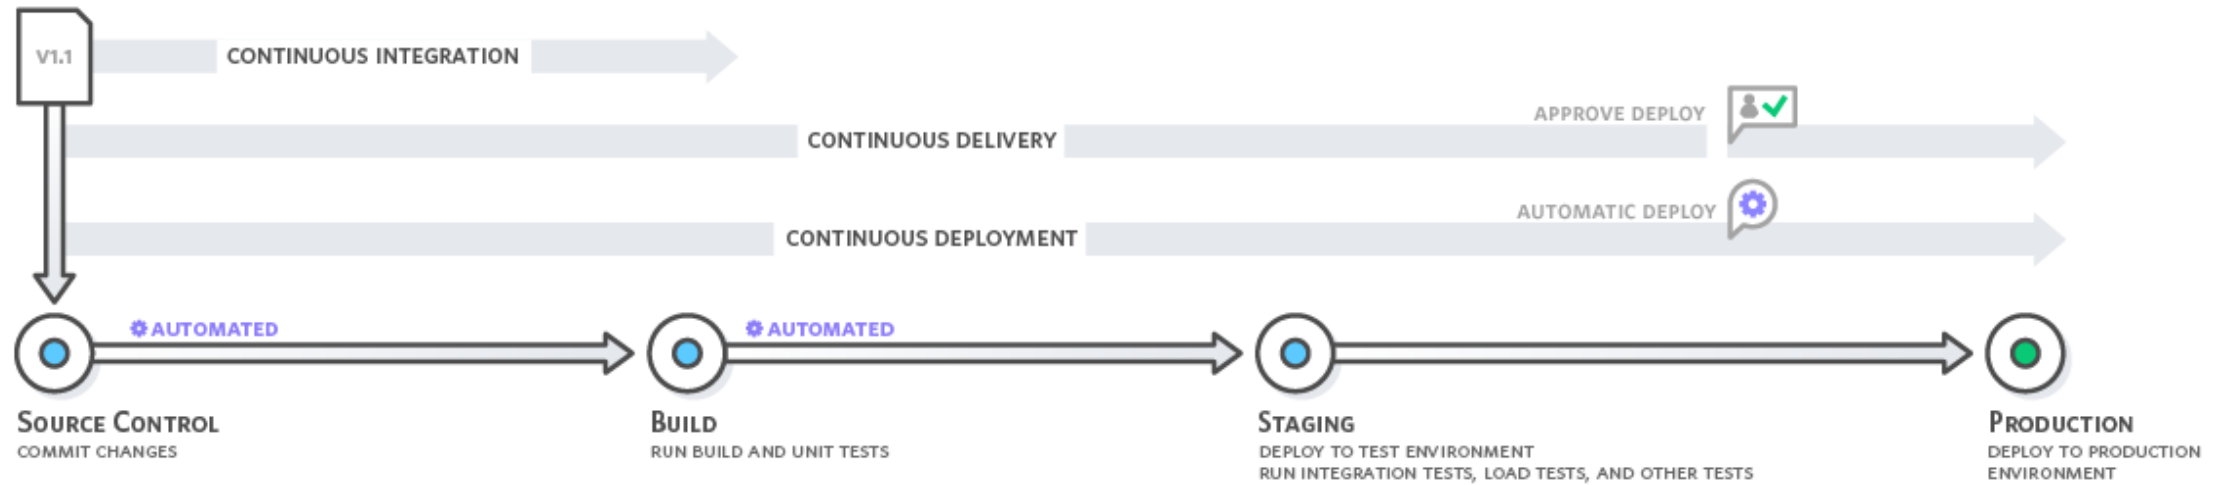 V1.1
CONTINUOUS INTEGRATION
APPROVE DEPLOY
CONTINUOUS DELIVERY
AUTOMATIC DEPLOY
CONTINUOUS DEPLOYMENT
AUTOMATED
AUTOMATED
SOURCE CONTROL
COMMIT CHANGES
BUILD
RUN BUILD AND UNIT TESTS
STAGING
DEPLOY TO TEST ENVIRONMENT
RUN INTEGRATION TESTS, LOAD TESTS, AND OTHER TESTS
PRODUCTION
DEPLOY TO PRODUCTION
ENVIRONMENT